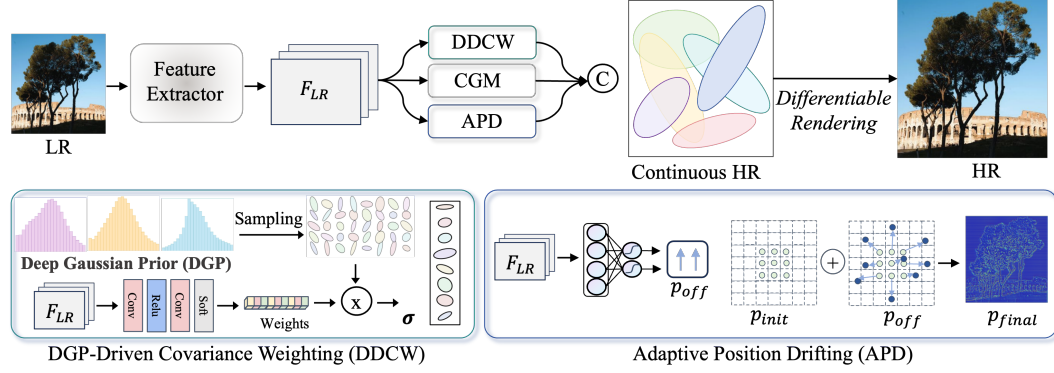 LR
Feature
Extractor
F_LR
DDCW
CGM
APD
C
Continuous HR
Differentiable
Rendering
HR
Deep Gaussian Prior (DGP)
Sampling
F_LR
Conv
Relu
Conv
Soft
Weights
x
σ
DGP-Driven Covariance Weighting (DDCW)
F_LR
p_off
p_init
+
p_off
p_final
Adaptive Position Drifting (APD)